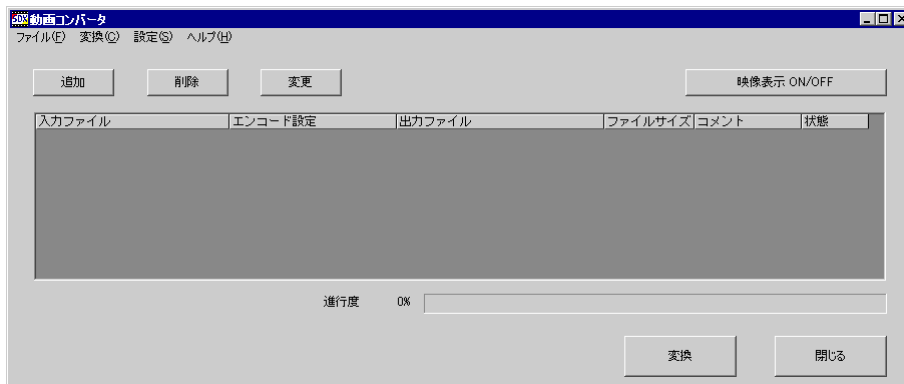 SDX 動画コンバータ
ファイル(F) 変換(C) 設定(S) ヘルプ(H)
追加 削除 変更 映像表示 ON/OFF
入力ファイル エンコード設定 出力ファイル ファイルサイズ コメント 状態
進行度 0%
変換 閉じる